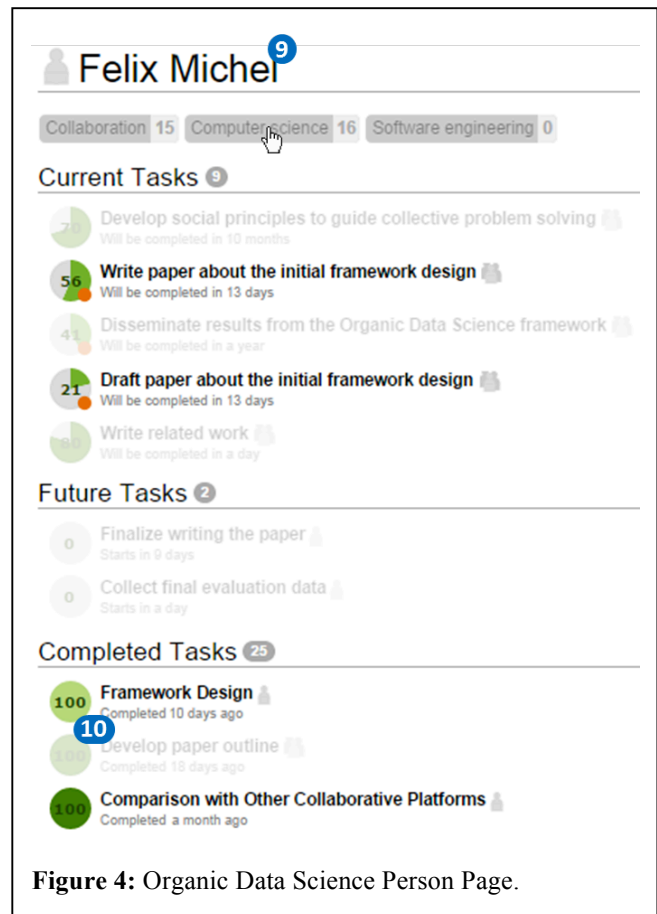 Felix Michel 9
Collaboration 15 Computer science 16 Software engineering 0
Current Tasks 9
70 Develop social principles to guide collective problem solving
Will be completed in 10 months
56 Write paper about the initial framework design
Will be completed in 13 days
41 Disseminate results from the Organic Data Science framework
Will be completed in a year
21 Draft paper about the initial framework design
Will be completed in 13 days
80 Write related work
Will be completed in a day
Future Tasks 2
0 Finalize writing the paper
Starts in 9 days
0 Collect final evaluation data
Starts in a day
Completed Tasks 25
100 Framework Design
Completed 10 days ago
10
100 Develop paper outline
Completed 18 days ago
100 Comparison with Other Collaborative Platforms
Completed a month ago
Figure 4: Organic Data Science Person Page.